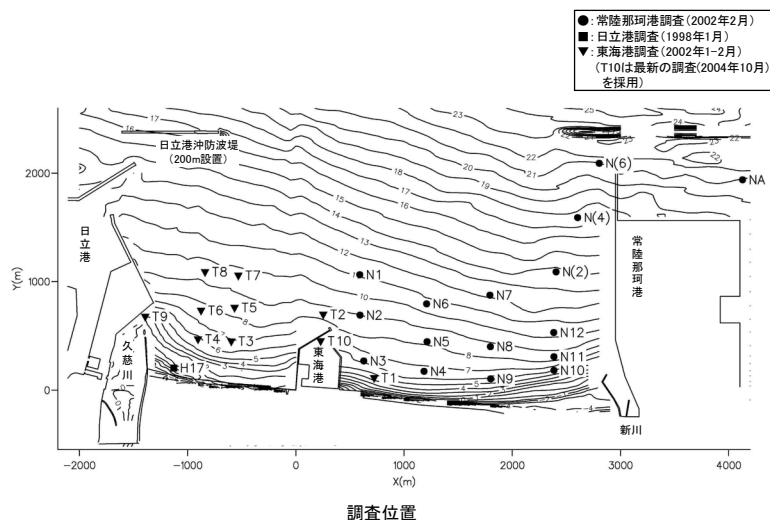 ●: 常陸那珂港調査(2002年2月)
■: 日立港調査(1998年1月)
▼: 東海港調査(2002年1-2月)
(T10は最新の調査(2004年10月)
を採用)
日立港沖防波堤
(200m設置)
日立港
久慈川
東海港
常陸那珂港
新川
N(6)
NA
N(4)
N(2)
T8
T7
N1
N6
N7
T6
T5
T2
N2
T9
T4
T3
T10
N5
N8
N12
H17
N3
N4
N11
N10
T1
N9
Y(m)
2000
1000
0
-2000
-1000
0
1000
2000
3000
4000
X(m)
調査位置